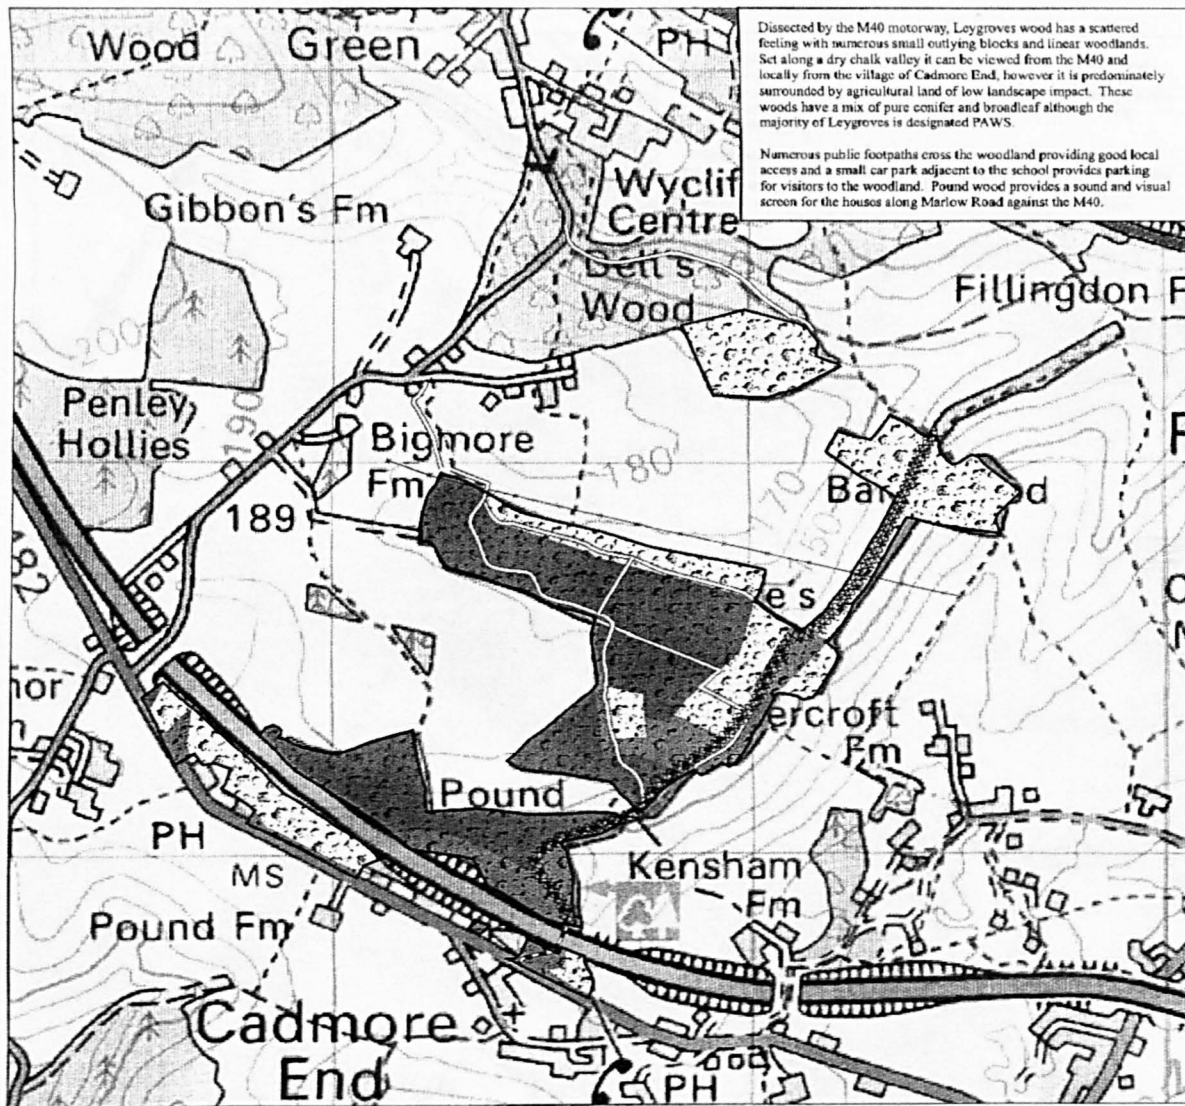 Dissected by the M40 motorway, Leygroves wood has a scattered
feeling with numerous small outlying blocks and linear woodlands.
Set along a dry chalk valley it can be viewed from the M40 and
locally from the village of Cadmore End, however it is predominately
surrounded by agricultural land of low landscape impact. These
woods have a mix of pure conifer and broadleaf although the
majority of Leygroves is designated PAWS.
Numerous public footpaths cross the woodland providing good local
access and a small car park adjacent to the school provides parking
for visitors to the woodland. Pound wood provides a sound and visual
screen for the houses along Marlow Road against the M40.
Wood
Green
PH
Wyclif
Centre
Gibbon's Fm
Dell's
Wood
Fillingdon F
200
Penley
Hollies
190
Bigmore
Fm
180
170
Bar
d
50
189
182
e's
nor
ercroft
Fm
Pound
PH
MS
Kensham
Fm
Pound Fm
Cadmore
End
PH